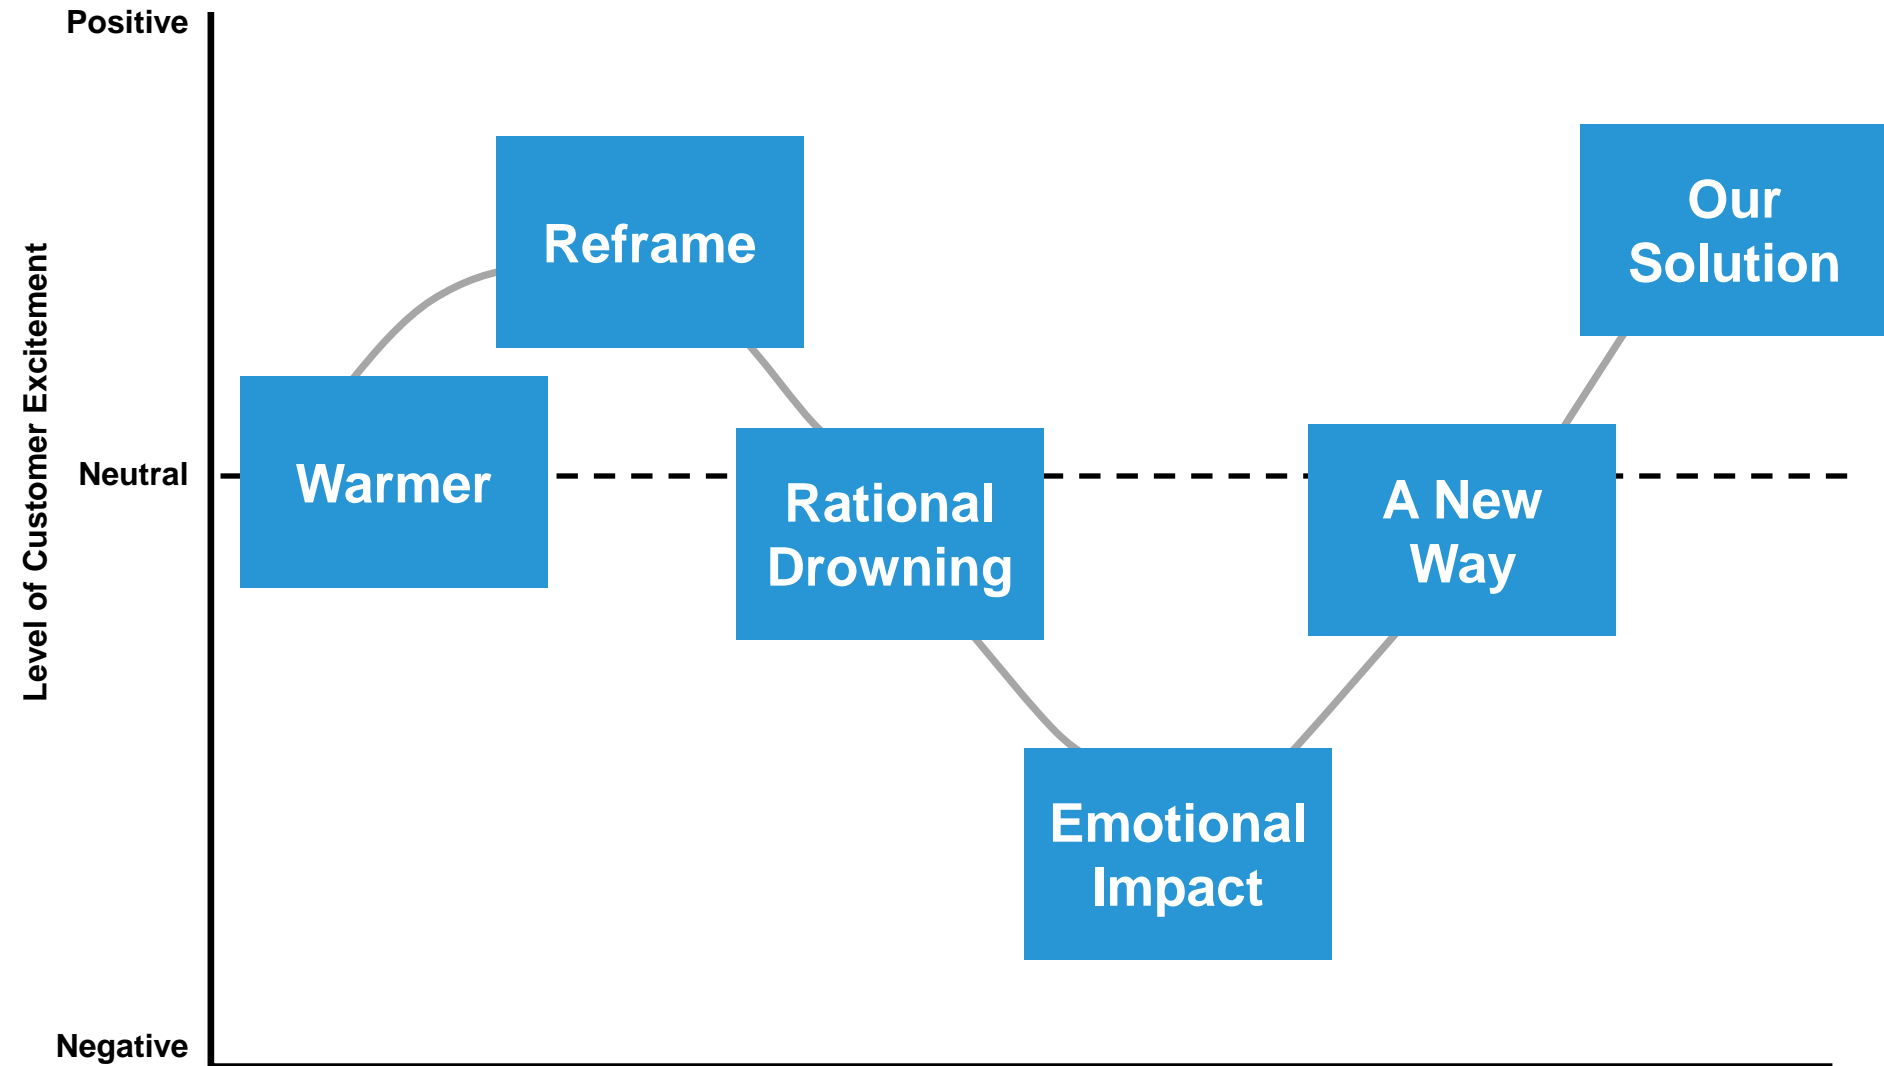 Positive
Level of Customer Excitement
Neutral
Negative
Warmer
Reframe
Rational
Drowning
Emotional
Impact
A New
Way
Our
Solution